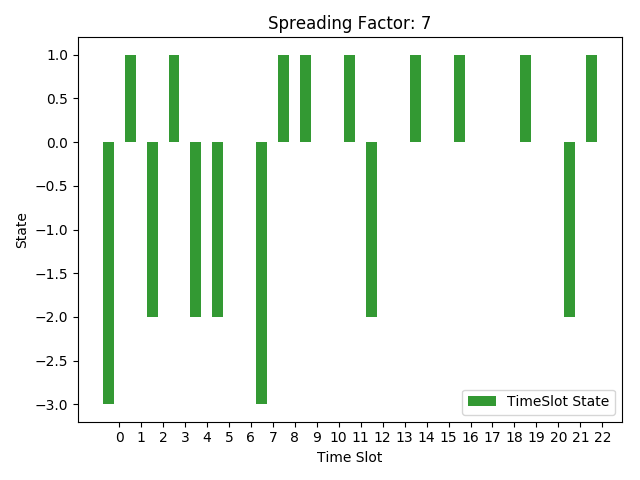 Spreading Factor: 7
1.0
0.5
0.0
−0.5
−1.0
−1.5
−2.0
−2.5
−3.0
State
TimeSlot State
0 1 2 3 4 5 6 7 8 9 10 11 12 13 14 15 16 17 18 19 20 21 22
Time Slot